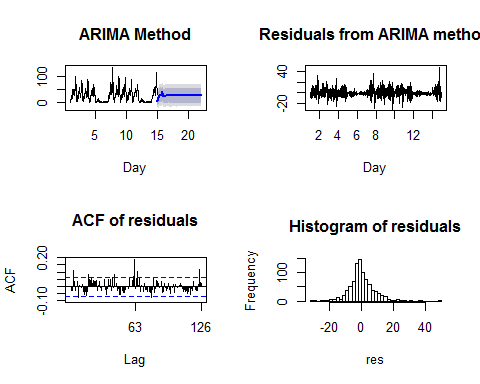 ARIMA Method
0 100
5 10 15 20
Day
Residuals from ARIMA metho
-20 40
2 4 6 8 12
Day
ACF of residuals
ACF
-0.10 0.20
63 126
Lag
Histogram of residuals
Frequency
0 100
-20 0 20 40
res